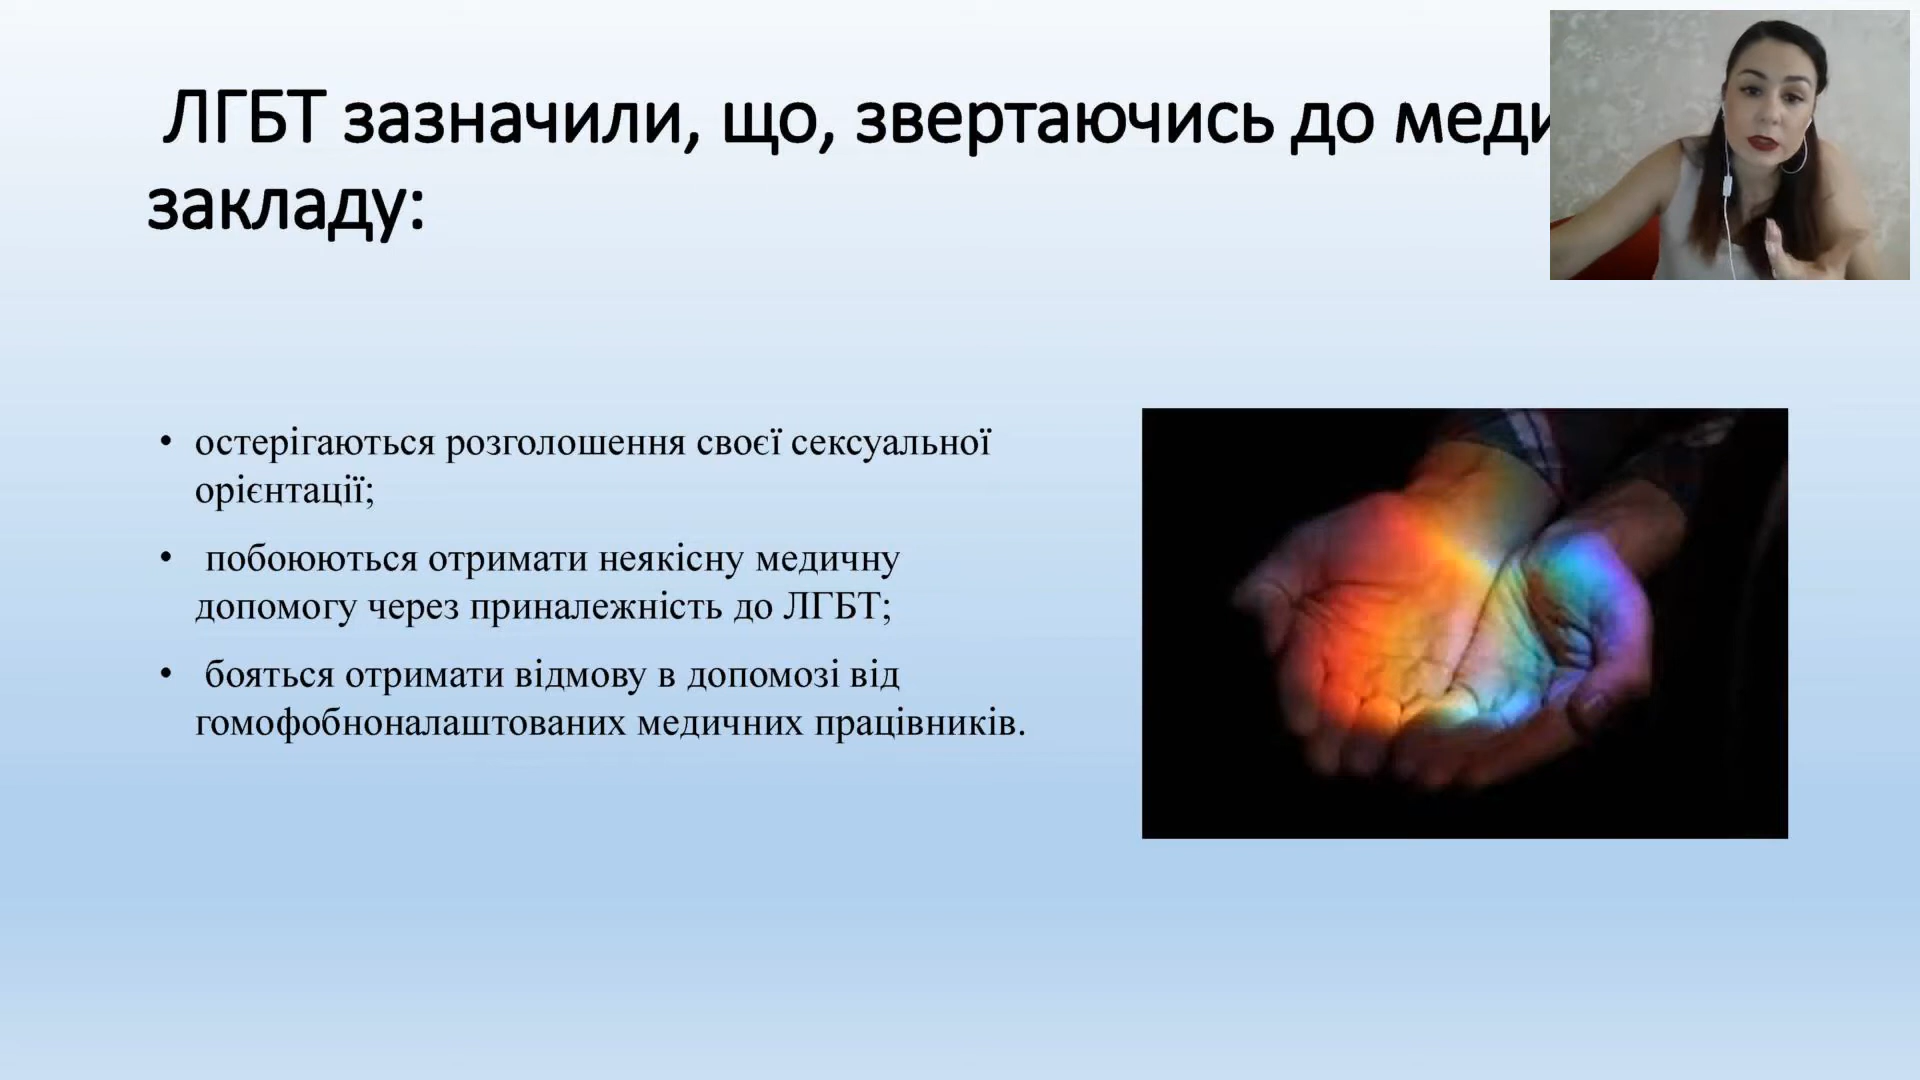 ЛГБТ зазначили, що, звертаючись до
закладу:
• остерігаються розголошення своєї сексуальної
орієнтації;
• побоюються отримати неякісну медичну
допомогу через приналежність до ЛГБТ;
• бояться отримати відмову в допомозі від
гомофобноналаштованих медичних працівників.